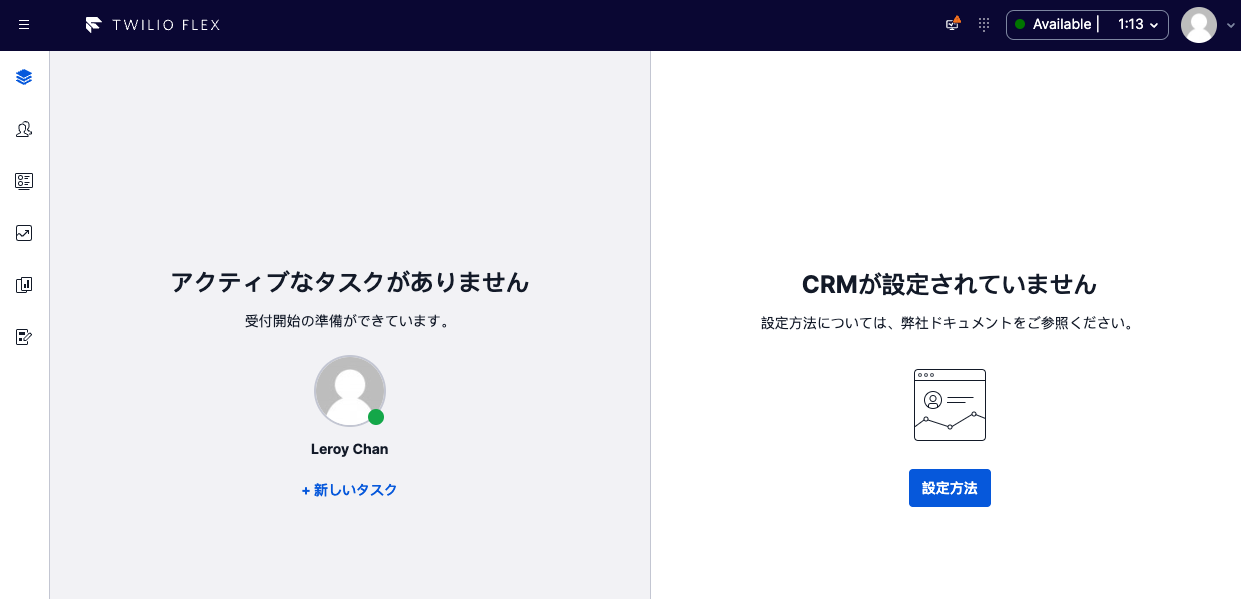 TWILIO FLEX
Available | 1:13
アクティブなタスクがありません
受付開始の準備ができています。
Leroy Chan
+ 新しいタスク
CRMが設定されていません
設定方法については、弊社ドキュメントをご参照ください。
設定方法